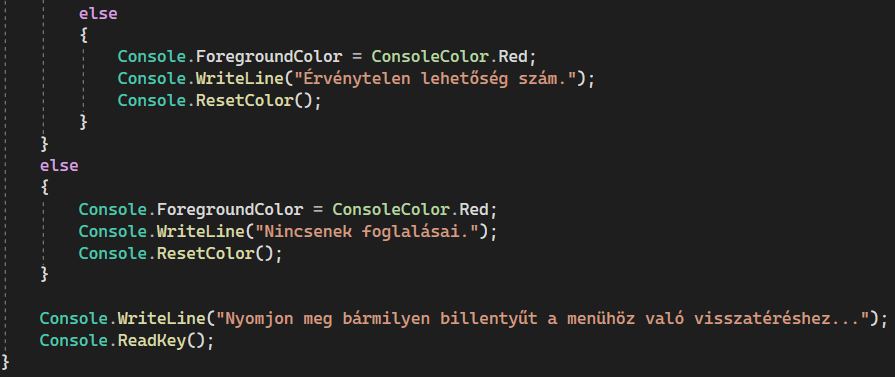 else
{
Console.ForegroundColor = ConsoleColor.Red;
Console.WriteLine("Érvénytelen lehetőség szám.");
Console.ResetColor();
}
}
else
{
Console.ForegroundColor = ConsoleColor.Red;
Console.WriteLine("Nincsenek foglalásai.");
Console.ResetColor();
}
Console.WriteLine("Nyomjon meg bármilyen billentyűt a menühöz való visszatéréshez...");
Console.ReadKey();
}